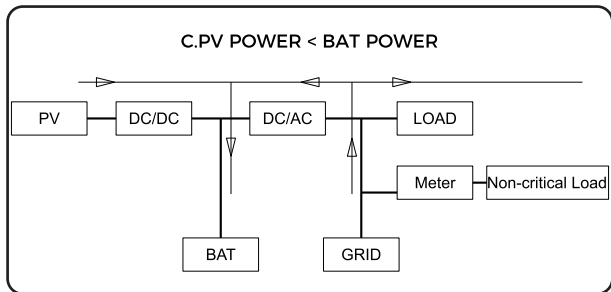 C.PV POWER < BAT POWER
PV
DC/DC
DC/AC
LOAD
Meter
Non-critical Load
BAT
GRID